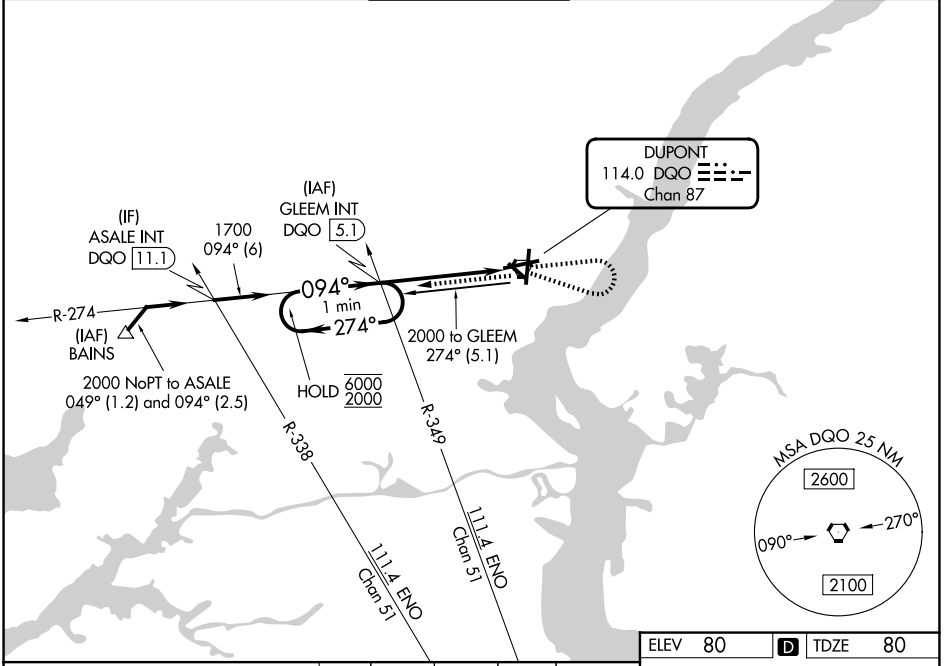 DUPONT
114.0 DQO
Chan 87
(IAF)
GLEEM INT
DQO 5.1
(IF)
ASALE INT
DQO 11.1
1700
094° (6)
094°
1 min
274°
R-274
(IAF)
BAINS
2000 to GLEEM
274° (5.1)
2000 NoPT to ASALE
049° (1.2) and 094° (2.5)
HOLD 6000
2000
R-338
R-349
111.4 ENO
Chan 51
111.4 ENO
Chan 51
MSA DQO 25 NM
2600
090°
270°
2100
ELEV 80 D TDZE 80